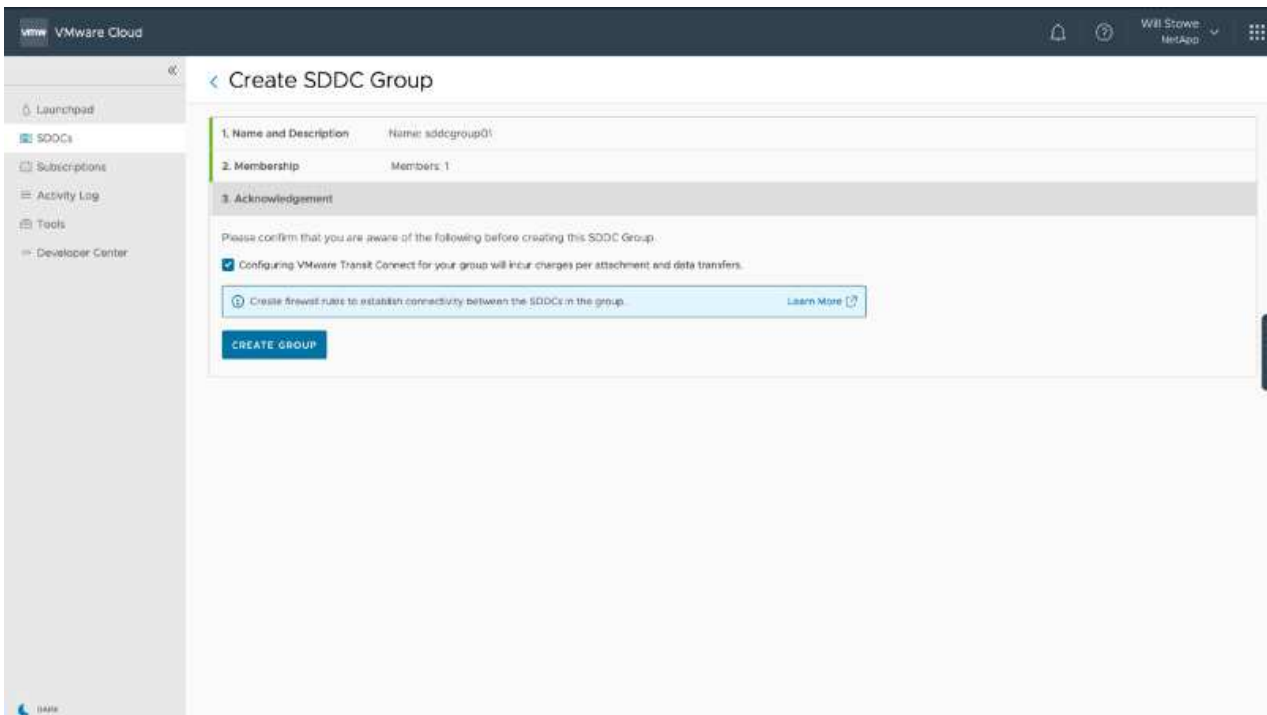 vmw VMware Cloud
Will Stowe
NetApp
Create SDDC Group
Launchpad
SDDCs
Subscriptions
Activity Log
Tools
Developer Center
1. Name and Description Name: sddcgroup01
2. Membership Members: 1
3. Acknowledgement
Please confirm that you are aware of the following before creating this SDDC Group.
Configuring VMware Transit Connect for your group will incur charges per attachment and data transfers.
Create firewall rules to establish connectivity between the SDDCs in the group. Learn More
CREATE GROUP
DARK